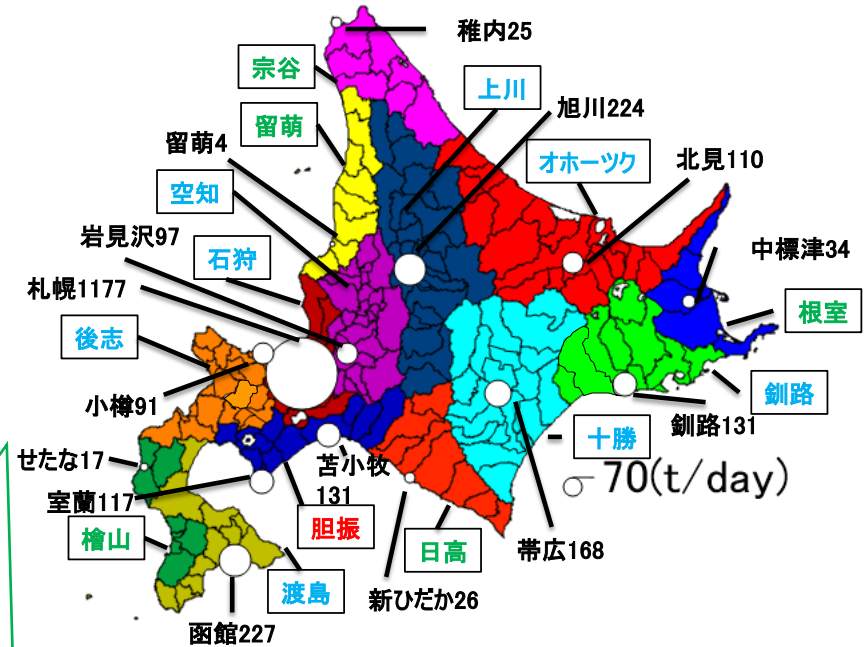 稚内25
宗谷
上川
旭川224
留萌
留萌4
オホーツク
北見110
空知
岩見沢97
石狩
中標津34
札幌1177
根室
後志
小樽91
釧路
釧路131
十勝
70(t/day)
せたな17
苫小牧
131
室蘭117
胆振
檜山
日高
帯広168
渡島
新ひだか26
函館227